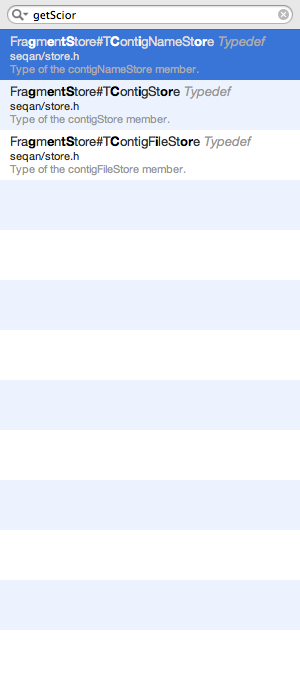 getScior
FragmentStore#TContigNameStore Typedef
seqan/store.h
Type of the contigNameStore member.
FragmentStore#TContigStore Typedef
seqan/store.h
Type of the contigStore member.
FragmentStore#TContigFileStore Typedef
seqan/store.h
Type of the contigFileStore member.